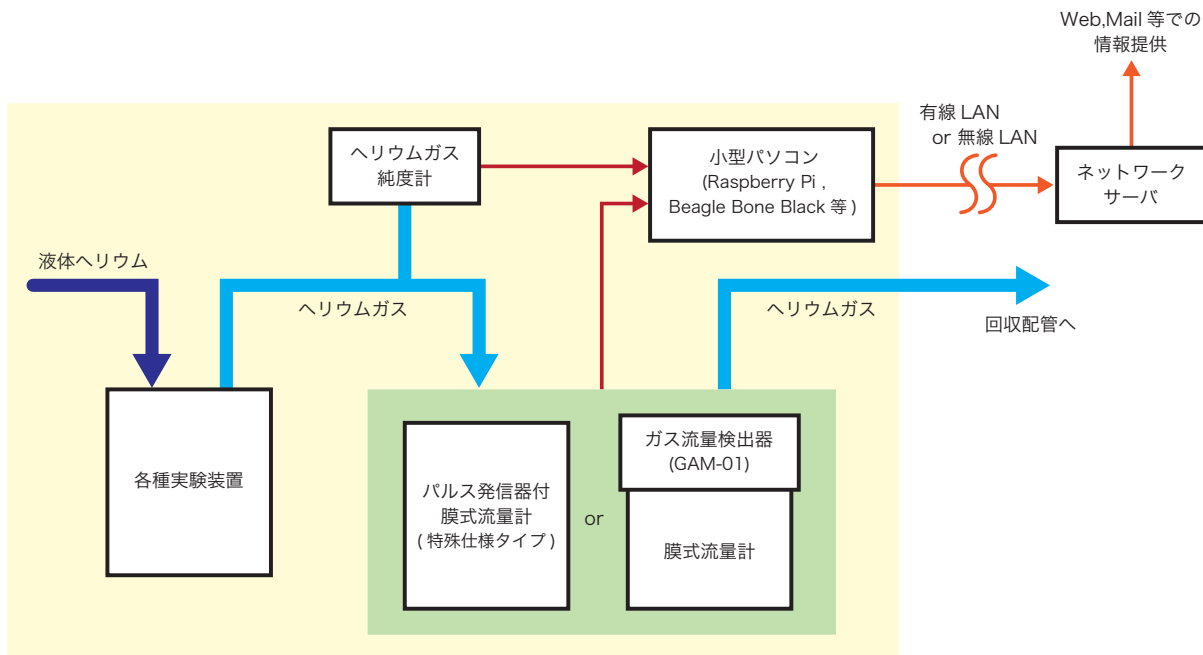 Web,Mail 等での
情報提供
有線 LAN
or 無線 LAN
ヘリウムガス
純度計
小型パソコン
(Raspberry Pi ,
Beagle Bone Black 等 )
ネットワーク
サーバ
液体ヘリウム
ヘリウムガス
ヘリウムガス
回収配管へ
各種実験装置
パルス発信器付
膜式流量計
( 特殊仕様タイプ )
or
ガス流量検出器
(GAM-01)
膜式流量計